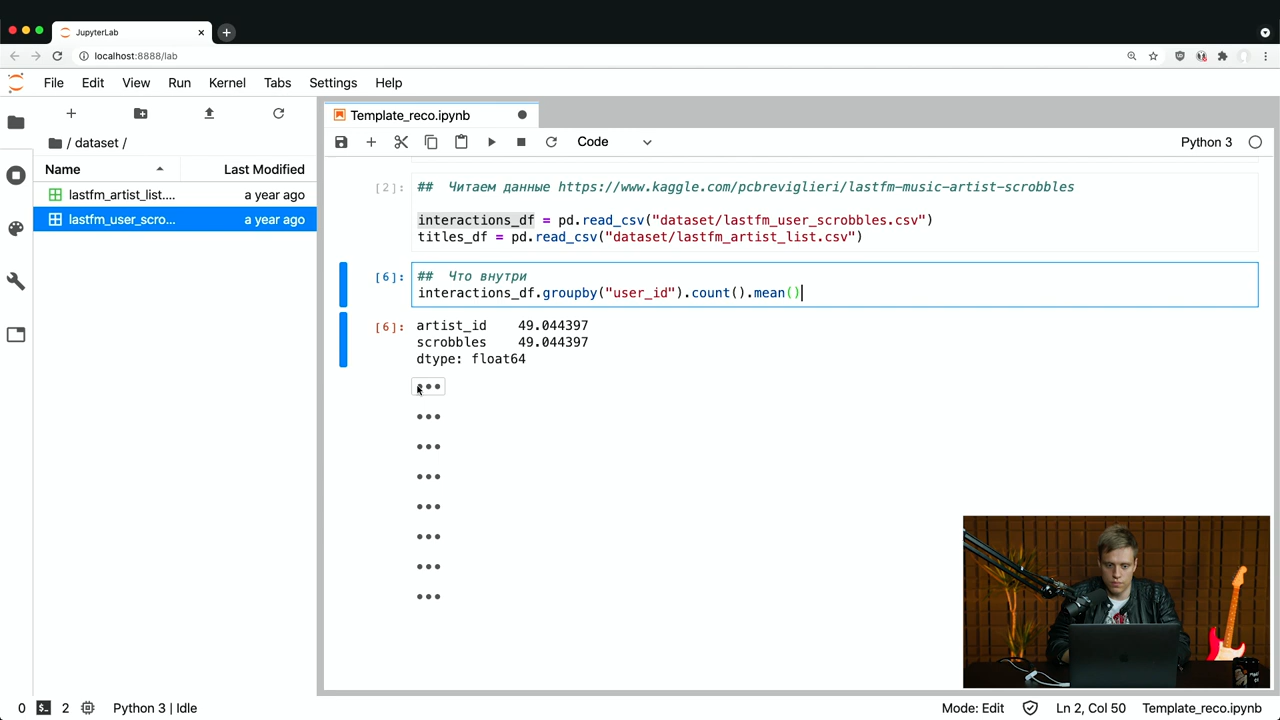 JupyterLab
localhost:8888/lab
File Edit View Run Kernel Tabs Settings Help
Template_reco.ipynb
/ dataset /
Code
Python 3
Name Last Modified
lastfm_artist_list.... a year ago
lastfm_user_scro... a year ago
[2]: ## Читаем данные https://www.kaggle.com/pcbreviglieri/lastfm-music-artist-scrobbles
interactions_df = pd.read_csv("dataset/lastfm_user_scrobbles.csv")
titles_df = pd.read_csv("dataset/lastfm_artist_list.csv")
[6]: ## Что внутри
interactions_df.groupby("user_id").count().mean()
[6]: artist_id 49.044397
scrobbles 49.044397
dtype: float64
0 2 Python 3 | Idle Mode: Edit Ln 2, Col 50 Template_reco.ipynb